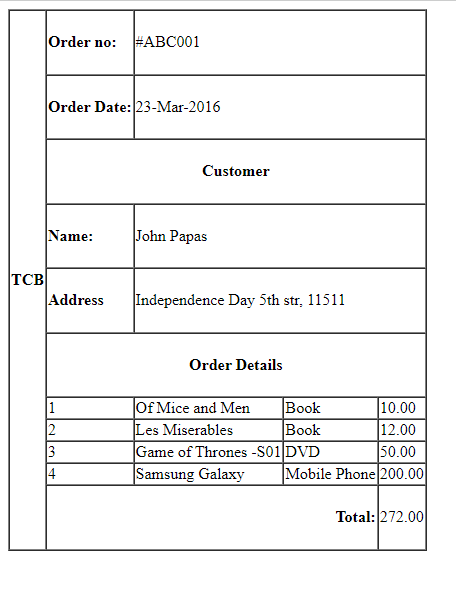 TCB
Order no: #ABC001
Order Date: 23-Mar-2016
Customer
Name: John Papas
Address Independence Day 5th str, 11511
Order Details
1 Of Mice and Men Book 10.00
2 Les Miserables Book 12.00
3 Game of Thrones -S01 DVD 50.00
4 Samsung Galaxy Mobile Phone 200.00
Total: 272.00